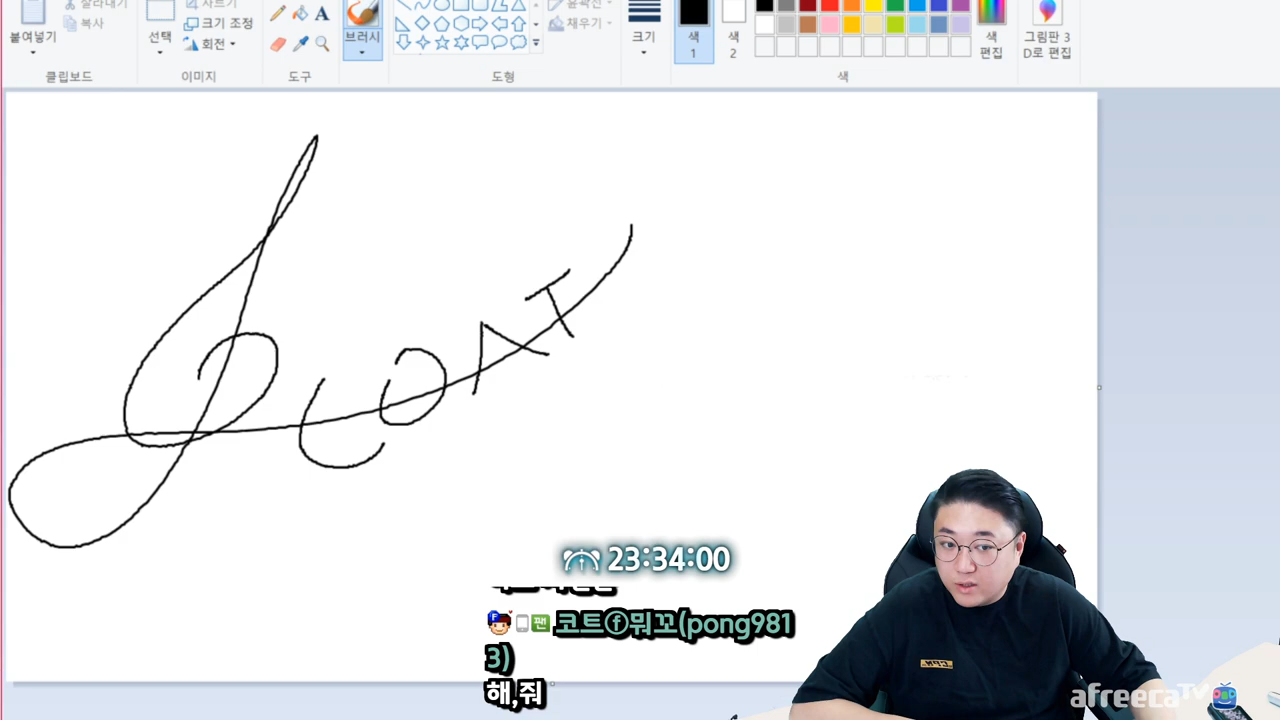 잘라내기
자르기
윤곽선
붙여넣기
복사
선택
크기 조정
회전
A
브러시
채우기
크기
색
1
색
2
색
편집
그림판 3
D로 편집
클립보드
이미지
도구
도형
색
COAT
23:34:00
팬 코트ⓕ뭐꼬(pong981
3)
해,줘
afreecaTV